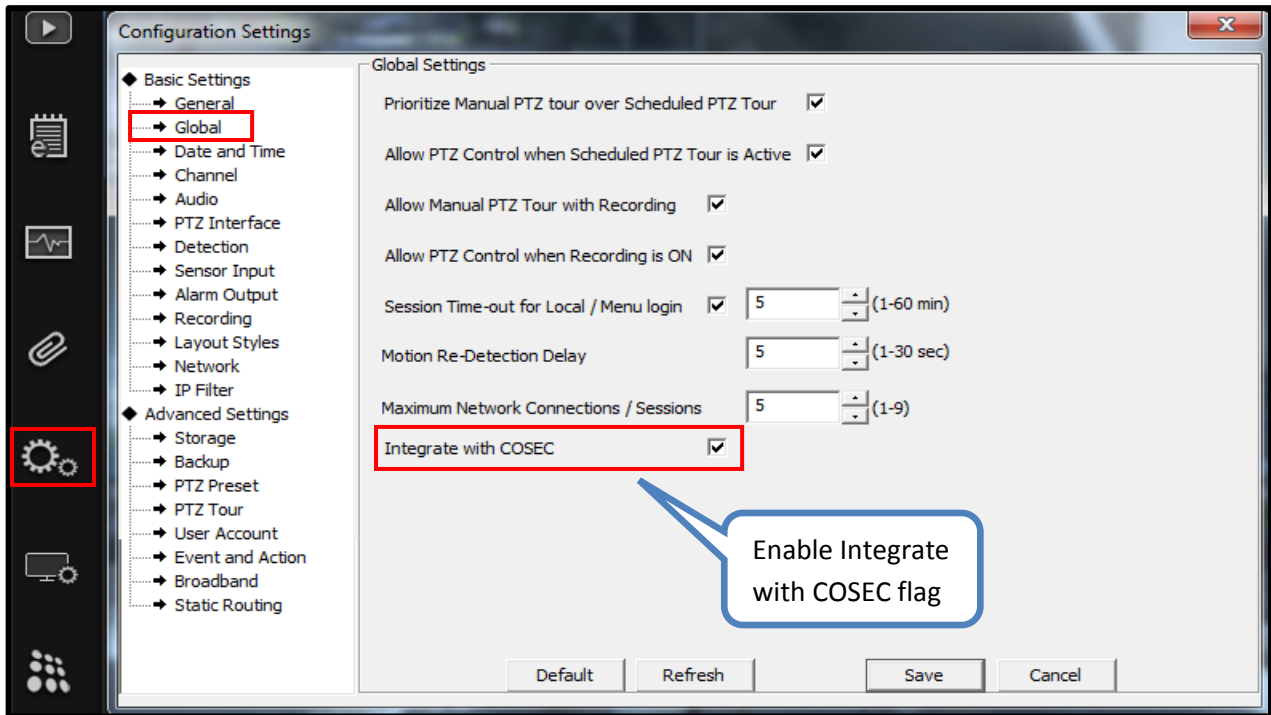 Configuration Settings
x
Basic Settings
General
Global
Date and Time
Channel
Audio
PTZ Interface
Detection
Sensor Input
Alarm Output
Recording
Layout Styles
Network
IP Filter
Advanced Settings
Storage
Backup
PTZ Preset
PTZ Tour
User Account
Event and Action
Broadband
Static Routing
Global Settings
Prioritize Manual PTZ tour over Scheduled PTZ Tour
Allow PTZ Control when Scheduled PTZ Tour is Active
Allow Manual PTZ Tour with Recording
Allow PTZ Control when Recording is ON
Session Time-out for Local / Menu login 5 (1-60 min)
Motion Re-Detection Delay 5 (1-30 sec)
Maximum Network Connections / Sessions 5 (1-9)
Integrate with COSEC
Enable Integrate
with COSEC flag
Default Refresh Save Cancel
e